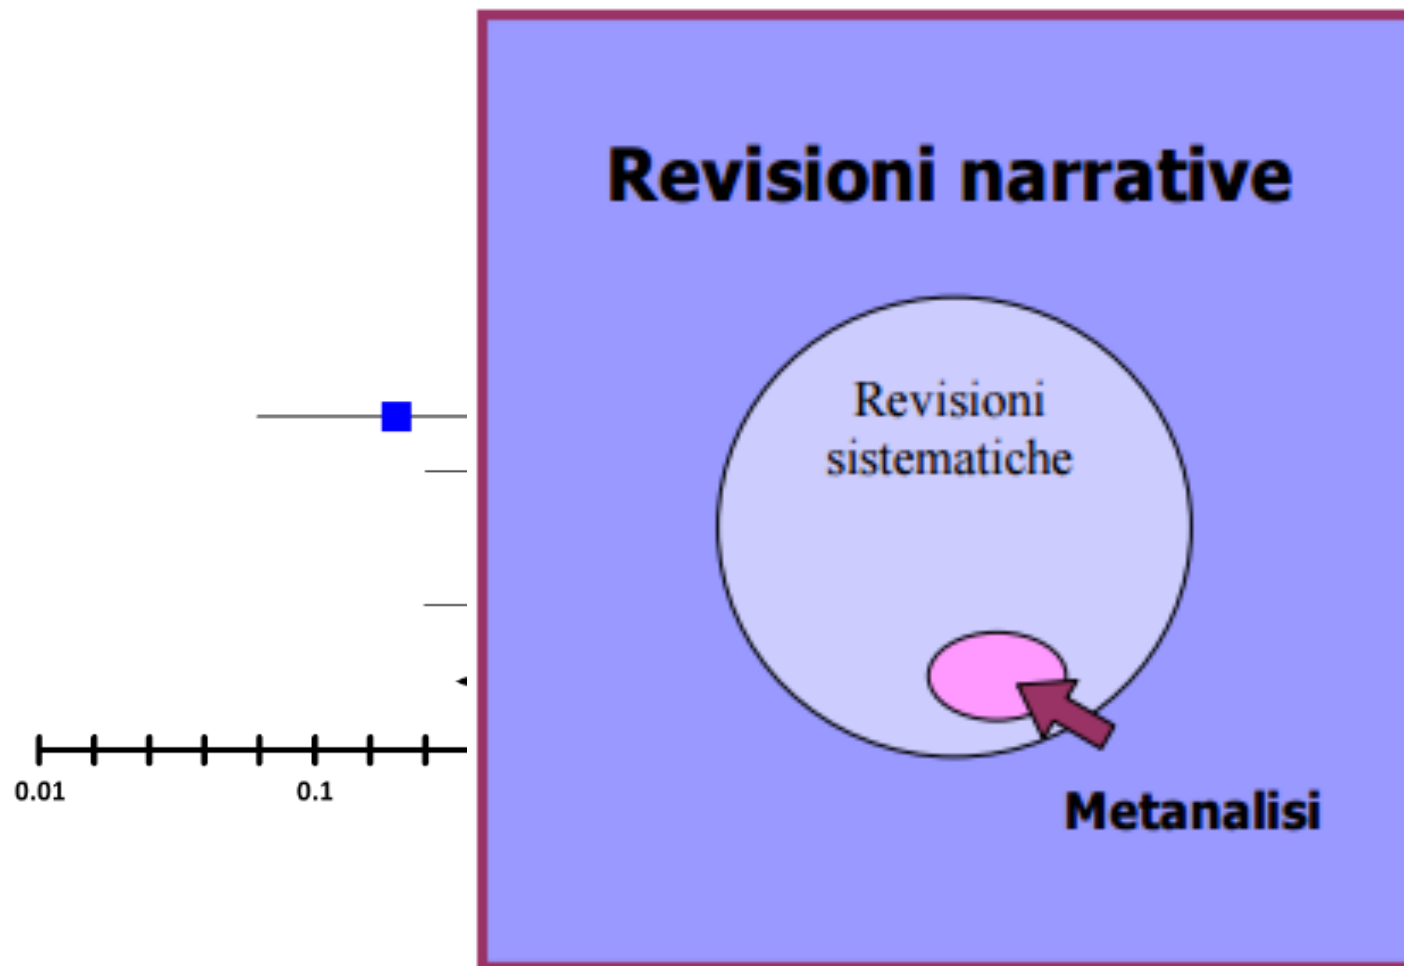 Revisioni narrative
Revisioni
sistematiche
0.01
0.1
Metanalisi